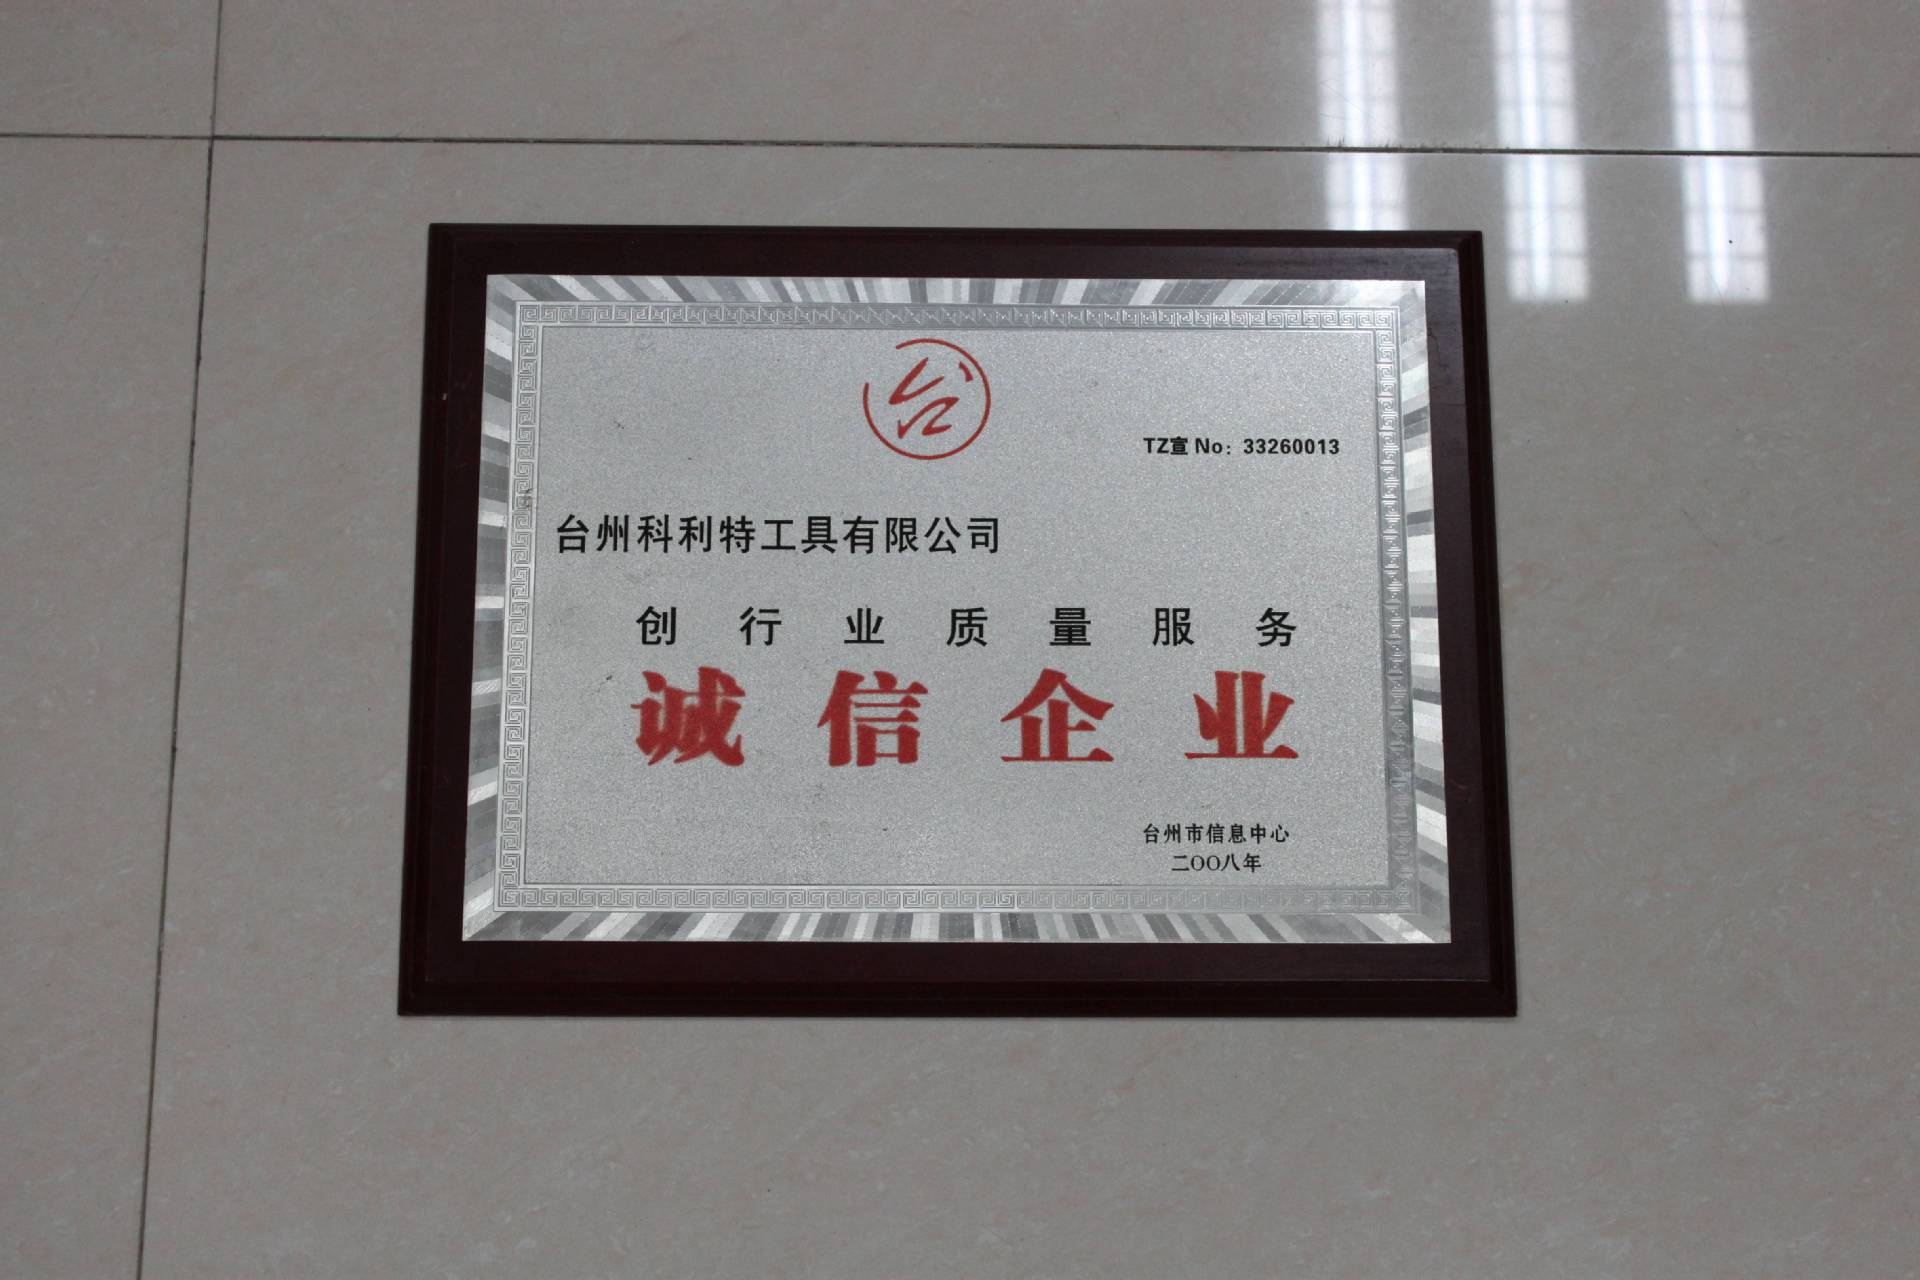 台
TZ宣 No: 33260013
台州科利特工具有限公司
创行业质量服务
诚信企业
台州市信息中心
二OO八年